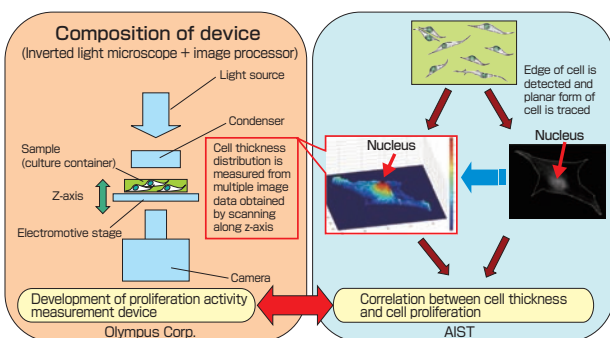 Composition of device
(Inverted light microscope + image processor)
Light source
Condenser
Sample
(culture container)
Z-axis
Electromotive stage
Camera
Cell thickness
distribution is
measured from
multiple image
data obtained
by scanning
along z-axis
Development of proliferation activity
measurement device
Olympus Corp.
Edge of cell is
detected and
planar form of
cell is traced
Nucleus
Nucleus
Correlation between cell thickness
and cell proliferation
AIST